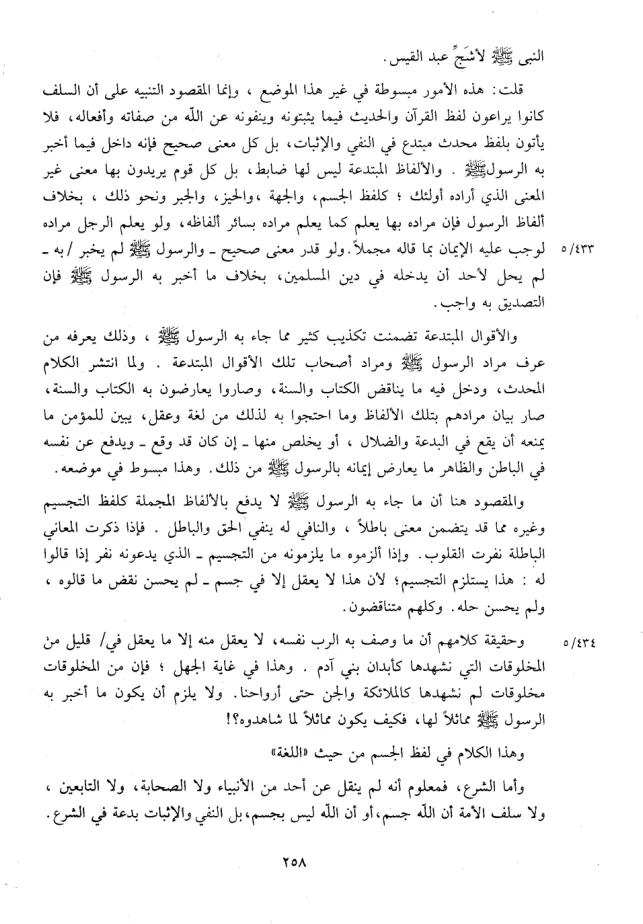 النبى ﷺ لأشَجِّ عبد القيس.
قلت: هذه الأمور مبسوطة في غير هذا الموضع ، وإنما المقصود التنبيه على أن السلف
كانوا يراعون لفظ القرآن والحديث فيما يثبتونه وينفونه عن الله من صفاته وأفعاله، فلا
يأتون بلفظ محدث مبتدع في النفي والإثبات، بل كل معنى صحيح فإنه داخل فيما أخبر
به الرسول ﷺ . والألفاظ المبتدعة ليس لها ضابط، بل كل قوم يريدون بها معنى غير
المعنى الذي أراده أولئك ؛ كلفظ الجسم، والجهة ،والحيز، والجبر ونحو ذلك ، بخلاف
ألفاظ الرسول فإن مراده بها يعلم كما يعلم مراده بسائر ألفاظه، ولو يعلم الرجل مراده
٥/٤٣٣ لوجب عليه الإيمان بما قاله مجملاً. ولو قدر معنى صحيح ـ والرسول ﷺ لم يخبر /به ـ
لم يحل لأحد أن يدخله في دين المسلمين، بخلاف ما أخبر به الرسول ﷺ فإن
التصديق به واجب.
والأقوال المبتدعة تضمنت تكذيب كثير مما جاء به الرسول ﷺ ، وذلك يعرفه من
عرف مراد الرسول ﷺ ومراد أصحاب تلك الأقوال المبتدعة . ولما انتشر الكلام
المحدث، ودخل فيه ما يناقض الكتاب والسنة، وصاروا يعارضون به الكتاب والسنة،
صار بيان مرادهم بتلك الألفاظ وما احتجوا به لذلك من لغة وعقل، يبين للمؤمن ما
يمنعه أن يقع في البدعة والضلال ، أو يخلص منها ـ إن كان قد وقع ـ ويدفع عن نفسه
في الباطن والظاهر ما يعارض إيمانه بالرسول ﷺ من ذلك. وهذا مبسوط في موضعه.
والمقصود هنا أن ما جاء به الرسول ﷺ لا يدفع بالألفاظ المجملة كلفظ التجسيم
وغيره مما قد يتضمن معنى باطلاً ، والنافي له ينفي الحق والباطل . فإذا ذكرت المعاني
الباطلة نفرت القلوب. وإذا ألزموه ما يلزمونه من التجسيم ـ الذي يدعونه نفر إذا قالوا
له : هذا يستلزم التجسيم؛ لأن هذا لا يعقل إلا في جسم ـ لم يحسن نقض ما قالوه ،
ولم يحسن حله. وكلهم متناقضون.
٥/٤٣٤ وحقيقة كلامهم أن ما وصف به الرب نفسه، لا يعقل منه إلا ما يعقل في/ قليل من
المخلوقات التي نشهدها كأبدان بني آدم . وهذا في غاية الجهل ؛ فإن من المخلوقات
مخلوقات لم نشهدها كالملائكة والجن حتى أرواحنا. ولا يلزم أن يكون ما أخبر به
الرسول ﷺ مماثلاً لها، فكيف يكون مماثلاً لما شاهدوه؟!
وهذا الكلام في لفظ الجسم من حيث «اللغة»
وأما الشرع، فمعلوم أنه لم ينقل عن أحد من الأنبياء ولا الصحابة، ولا التابعين ،
ولا سلف الأمة أن الله جسم، أو أن الله ليس بجسم، بل النفي والإثبات بدعة في الشرع.
٢٥٨